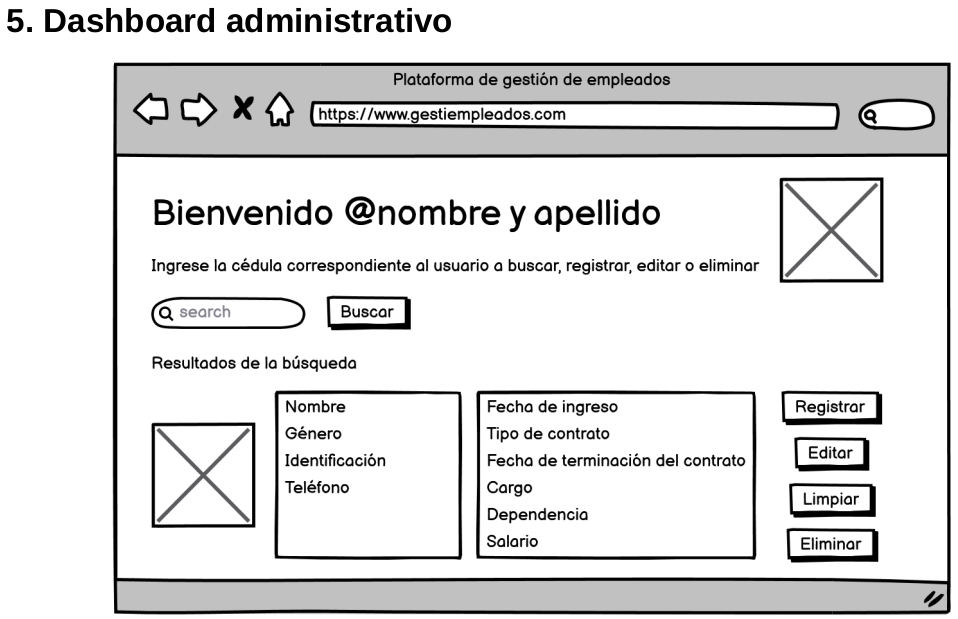 5. Dashboard administrativo
Plataforma de gestión de empleados
https://www.gestiempleados.com
Bienvenido @nombre y apellido
Ingrese la cédula correspondiente al usuario a buscar, registrar, editar o eliminar
search
Buscar
Resultados de la búsqueda
Nombre
Género
Identificación
Teléfono
Fecha de ingreso
Tipo de contrato
Fecha de terminación del contrato
Cargo
Dependencia
Salario
Registrar
Editar
Limpiar
Eliminar